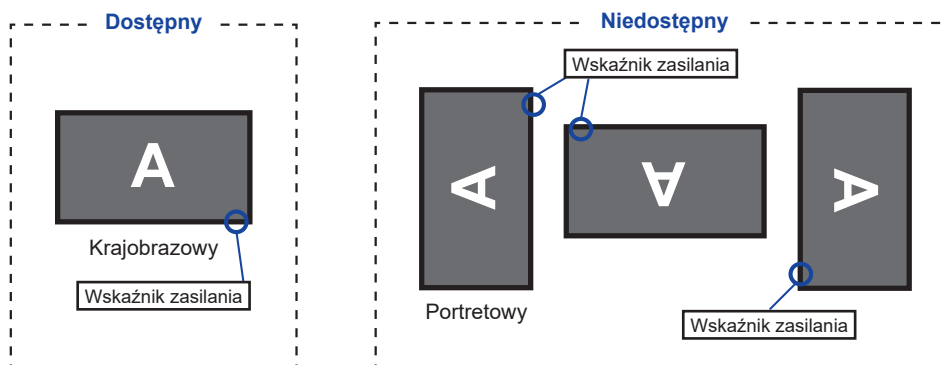 Dostępny
A
Krajobrazowy
Wskaźnik zasilania
Niedostępny
Wskaźnik zasilania
A
A
A
Portretowy
Wskaźnik zasilania